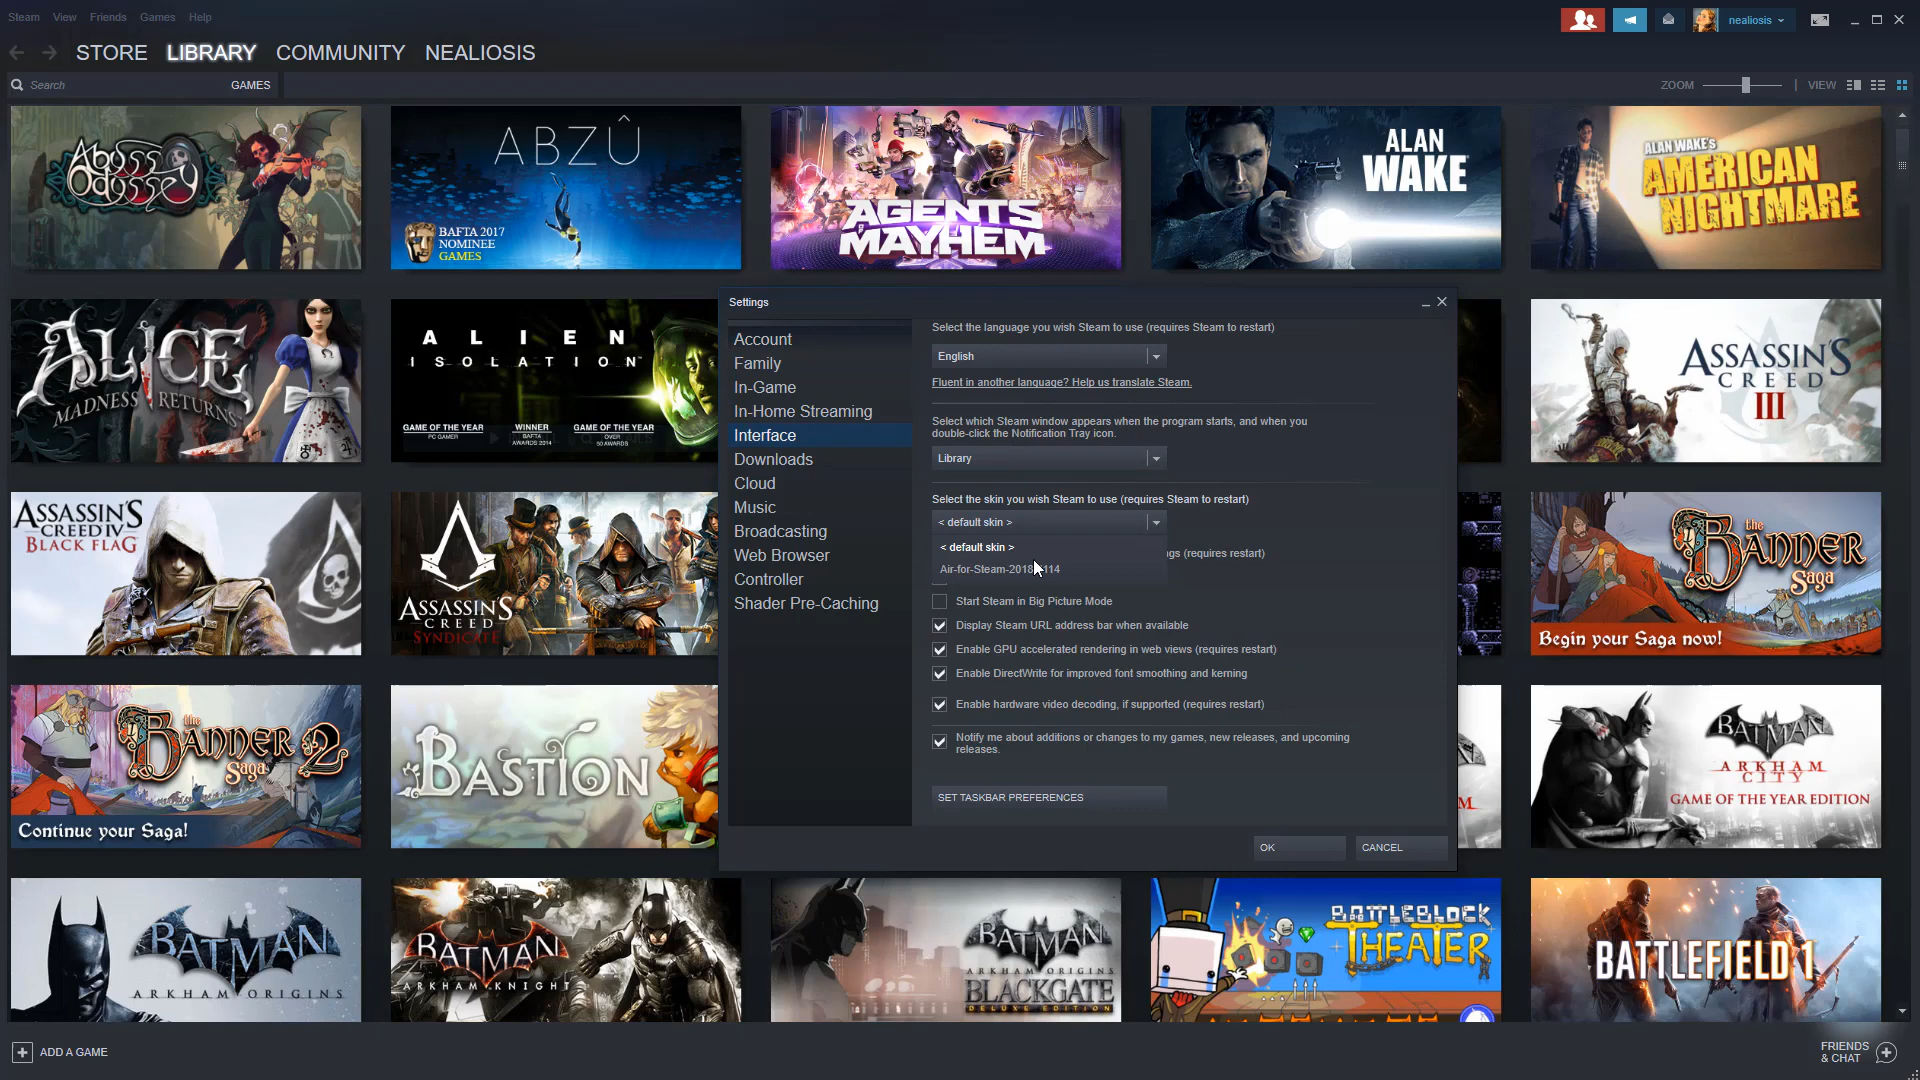 Steam View Friends Games Help
nealiosis
STORE LIBRARY COMMUNITY NEALIOSIS
Search GAMES
ZOOM VIEW
Abyss Odyssey
ABZÛ
BAFTA 2017
NOMINEE
GAMES
AGENTS
of
MAYHEM
ALAN
WAKE
ALAN WAKE'S
AMERICAN
NIGHTMARE
ALICE
MADNESS RETURNS
ALIEN
ISOLATION
GAME OF THE YEAR
PC GAMER
WINNER
BAFTA
AWARDS 2014
GAME OF THE YEAR
OVER
50 AWARDS
ASSASSIN'S
CREED
III
Settings
Account
Family
In-Game
In-Home Streaming
Interface
Downloads
Cloud
Music
Broadcasting
Web Browser
Controller
Shader Pre-Caching
Select the language you wish Steam to use (requires Steam to restart)
English
Fluent in another language? Help us translate Steam.
Select which Steam window appears when the program starts, and when you
double-click the Notification Tray icon.
Library
Select the skin you wish Steam to use (requires Steam to restart)
< default skin >
< default skin >
ngs (requires restart)
Start Steam in Big Picture Mode
Display Steam URL address bar when available
Enable GPU accelerated rendering in web views (requires restart)
Enable DirectWrite for improved font smoothing and kerning
Enable hardware video decoding, if supported (requires restart)
Notify me about additions or changes to my games, new releases, and upcoming
releases.
SET TASKBAR PREFERENCES
OK CANCEL
ASSASSIN'S
CREED IV
BLACK FLAG
ASSASSIN'S
CREED
SYNDICATE
the
BANNER
Saga
Begin your Saga now!
the
BANNER
Saga 2
Continue your Saga!
BASTION
M.
BATMAN
ARKHAM
CITY
GAME OF THE YEAR EDITION
BATMAN
ARKHAM ORIGINS
BATMAN
ARKHAM KNIGHT
BATMAN
ARKHAM ORIGINS
BLACKGATE
DELUXE EDITION
BATTLEBLOCK
THEATER
BATTLEFIELD 1
ADD A GAME
FRIENDS
& CHAT